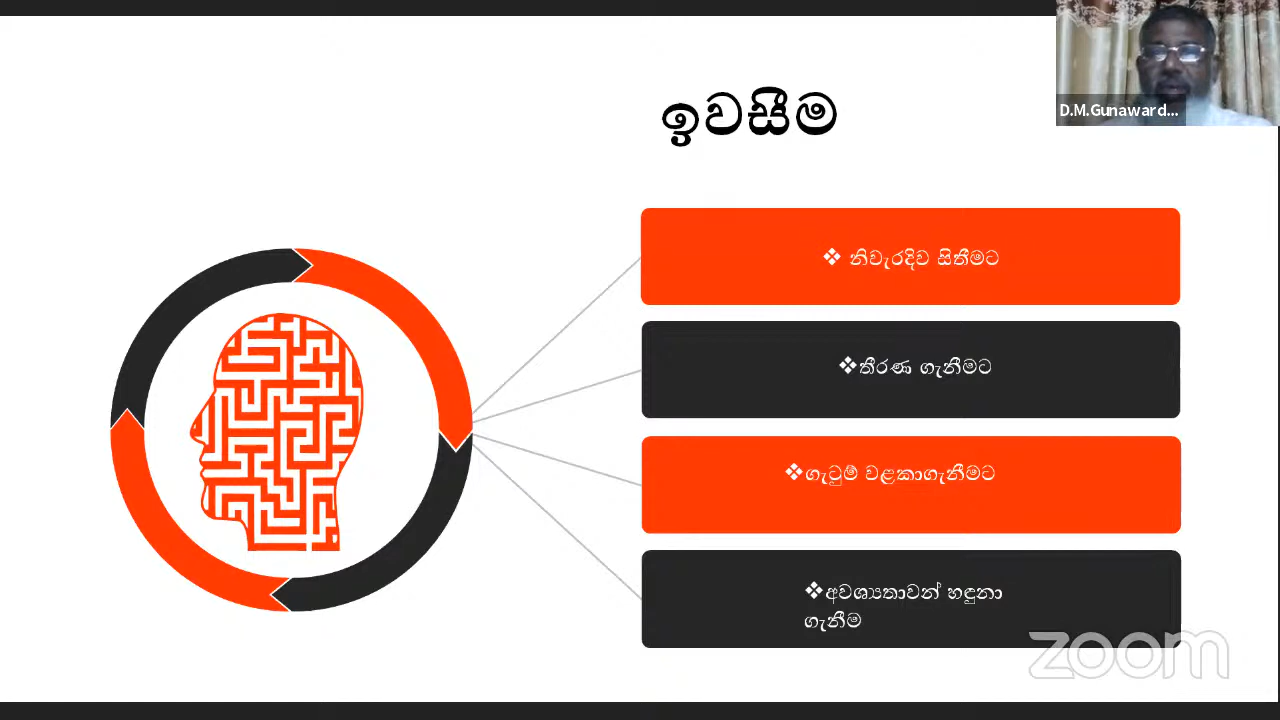 ඉවසීම
D.M.Gunaward...
❖ නිවැරදිව සිතීමට
❖තීරණ ගැනීමට
❖ගැටුම් වළකාගැනීමට
❖අවශ්‍යතාවන් හඳුනා
ගැනීම
zoom